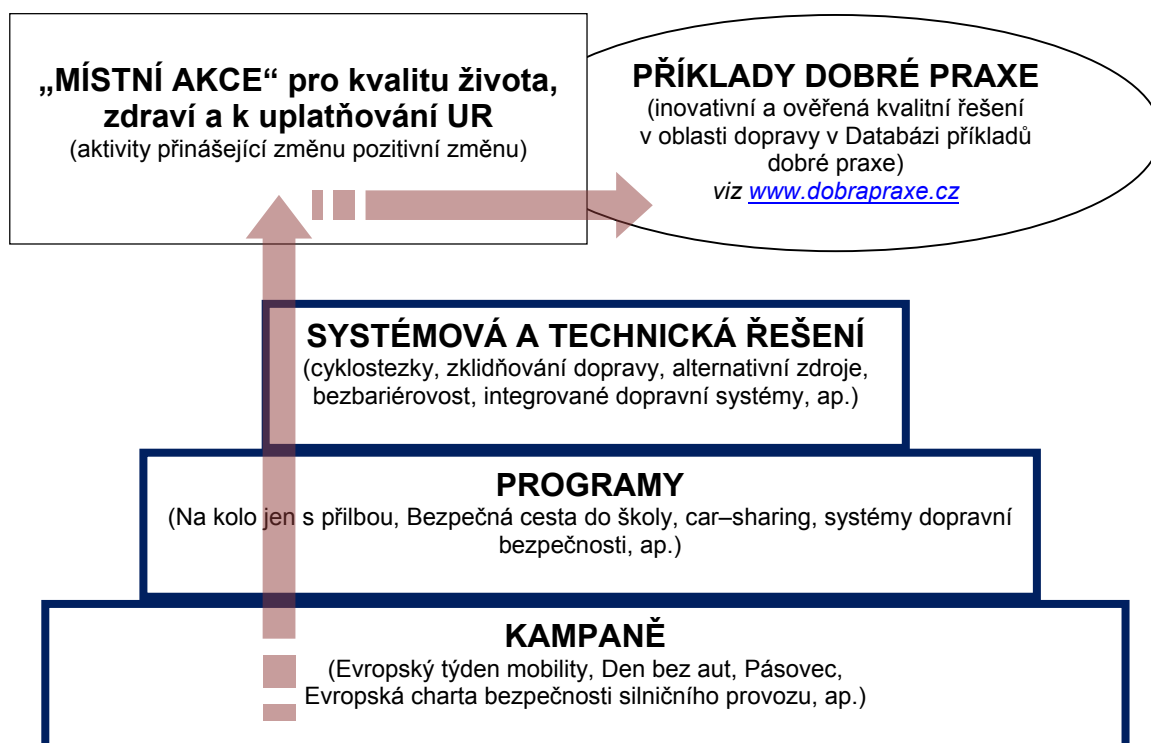 „MÍSTNÍ AKCE“ pro kvalitu života,
zdraví a k uplatňování UR
(aktivity přinášející změnu pozitivní změnu)
PŘÍKLADY DOBRÉ PRAXE
(inovativní a ověřená kvalitní řešení
v oblasti dopravy v Databázi příkladů
dobré praxe)
viz www.dobrapraxe.cz
SYSTÉMOVÁ A TECHNICKÁ ŘEŠENÍ
(cyklostezky, zklidňování dopravy, alternativní zdroje,
bezbariérovost, integrované dopravní systémy, ap.)
PROGRAMY
(Na kolo jen s přilbou, Bezpečná cesta do školy, car–sharing, systémy dopravní
bezpečnosti, ap.)
KAMPANĚ
(Evropský týden mobility, Den bez aut, Pásovec,
Evropská charta bezpečnosti silničního provozu, ap.)